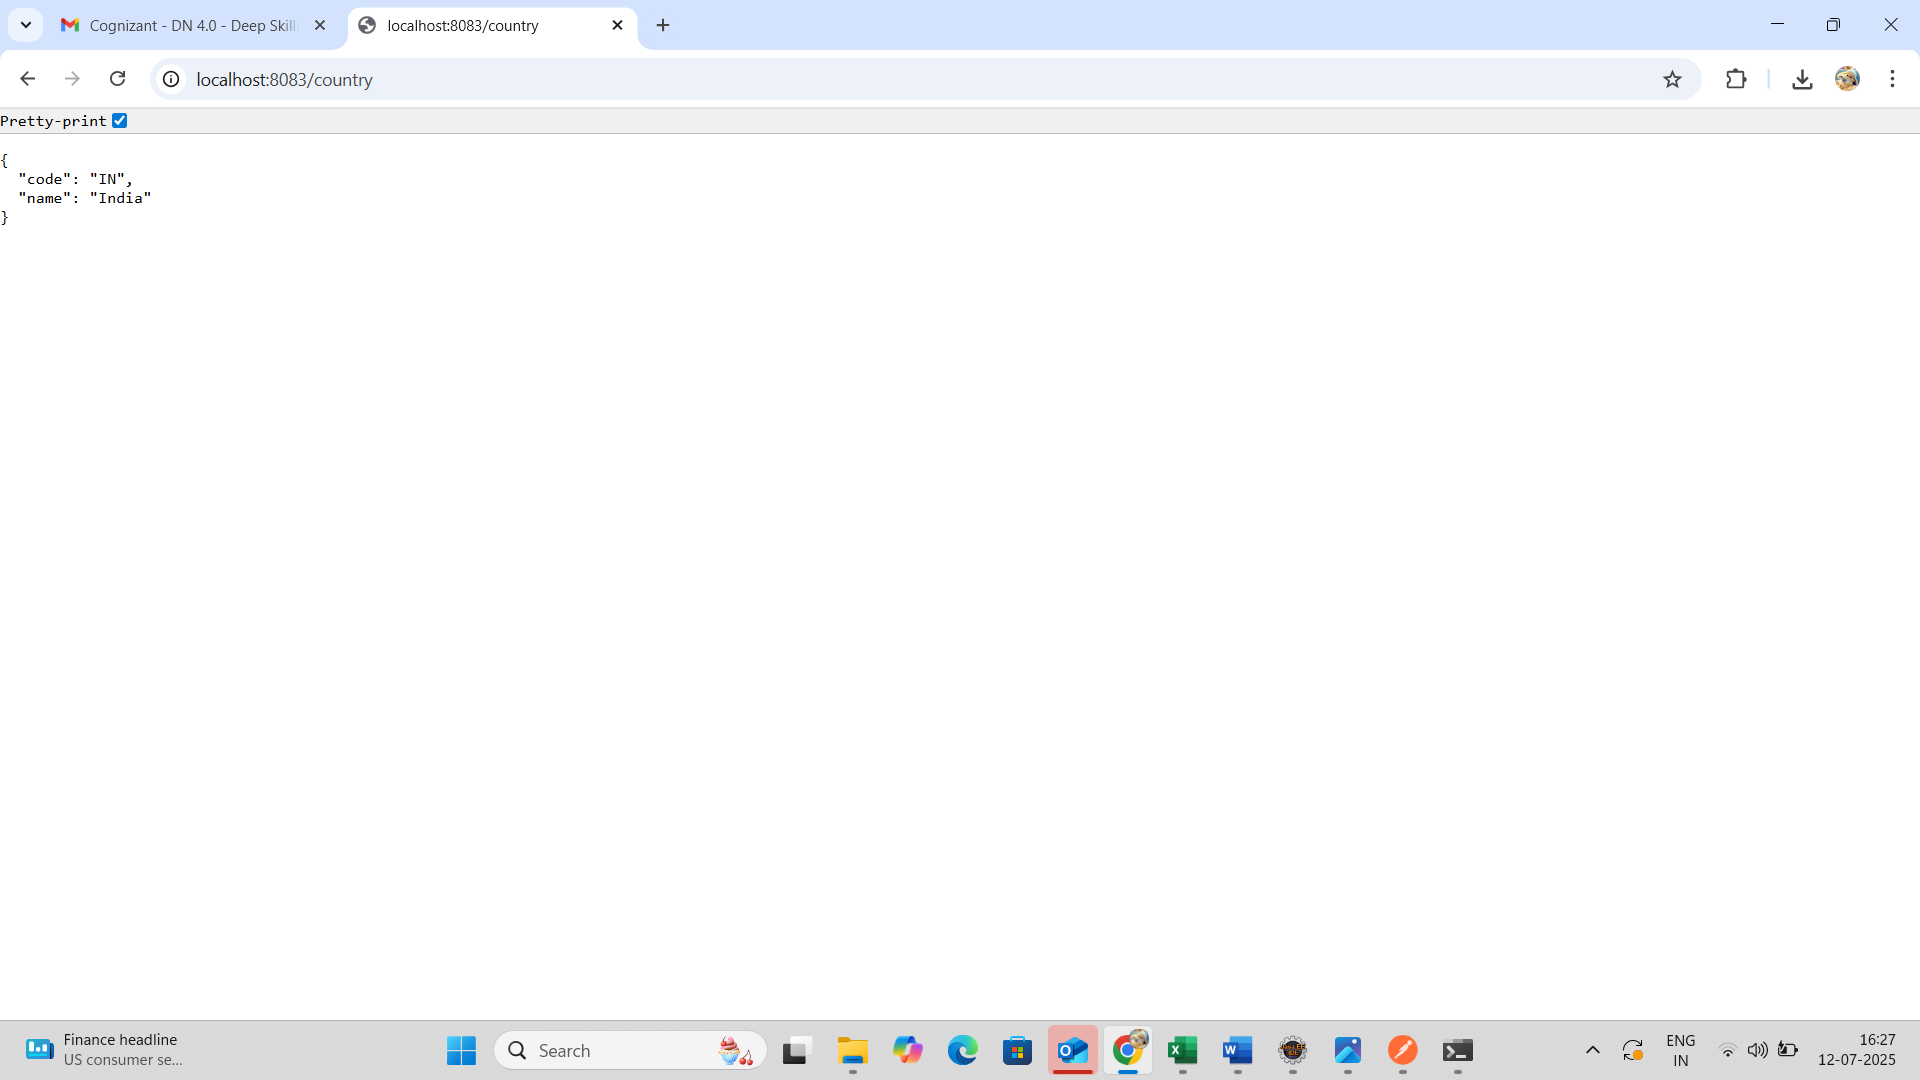 Cognizant - DN 4.0 - Deep Skill
localhost:8083/country
localhost:8083/country
Pretty-print
{
"code": "IN",
"name": "India"
}
Finance headline
US consumer se...
Search
ENG
IN
16:27
12-07-2025